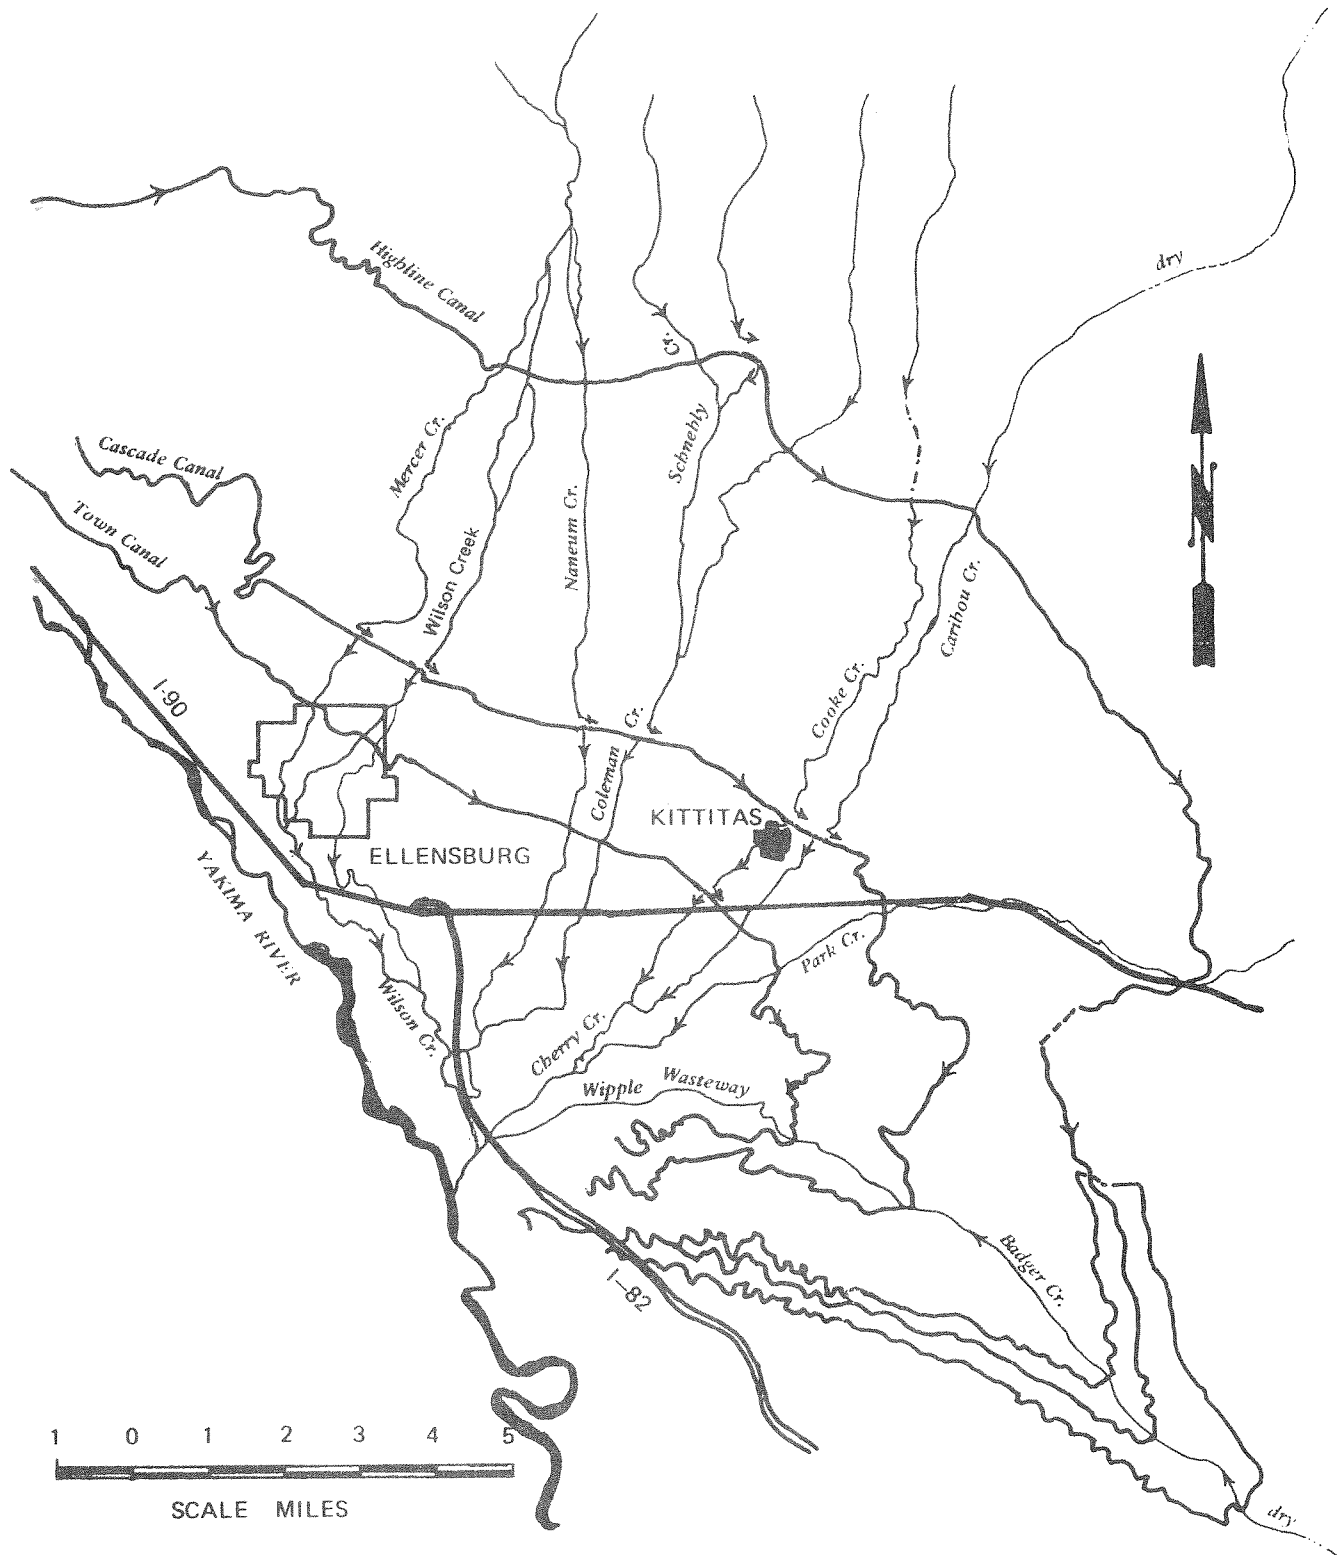 dry
Highline Canal
Cr.
Schnebly
Mercer Cr.
Cascade Canal
Town Canal
Wilson Creek
Naneum Cr.
Caribou Cr.
Cooke Cr.
I-90
Cr.
Coleman
KITTITAS
ELLENSBURG
YAKIMA RIVER
Park Cr.
Wilson Cr.
Cherry Cr.
Wipple Wasteway
Badger Cr.
I-82
1 0 1 2 3 4 5
SCALE MILES
dry
N